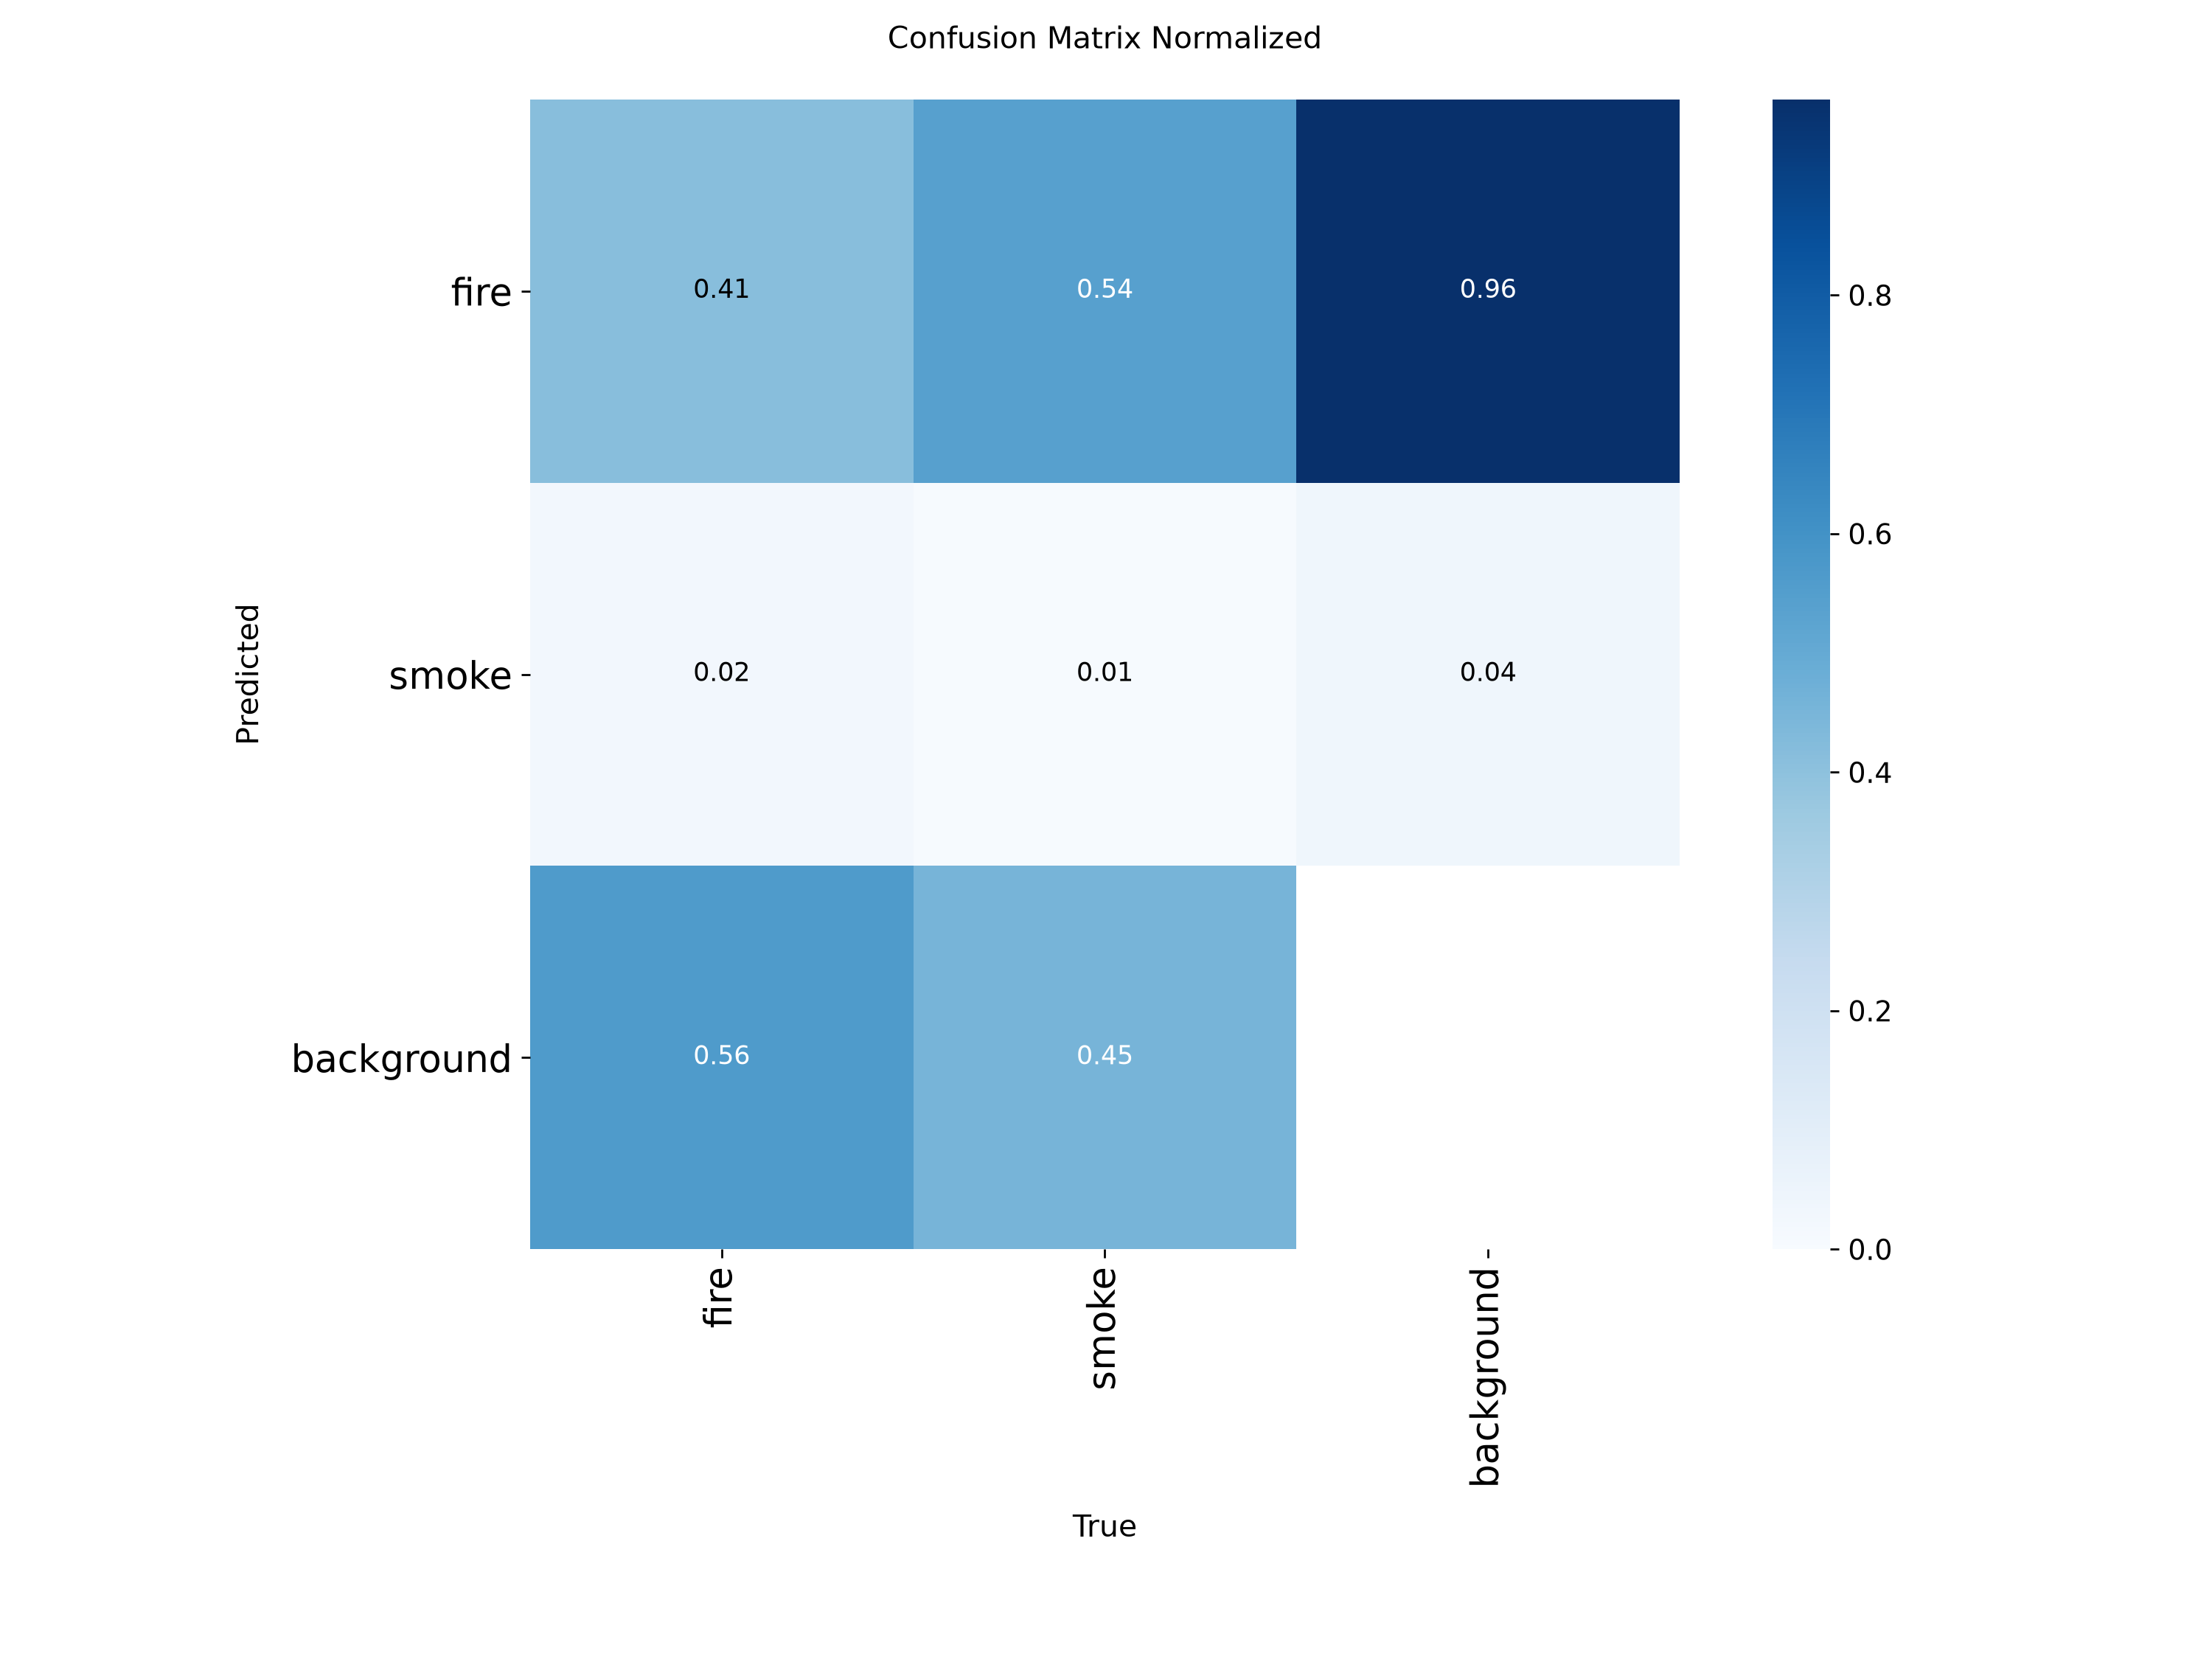 Confusion Matrix Normalized
fire
0.41
0.54
0.96
0.8
0.6
Predicted
smoke
0.02
0.01
0.04
0.4
background
0.56
0.45
0.2
0.0
fire
smoke
background
True